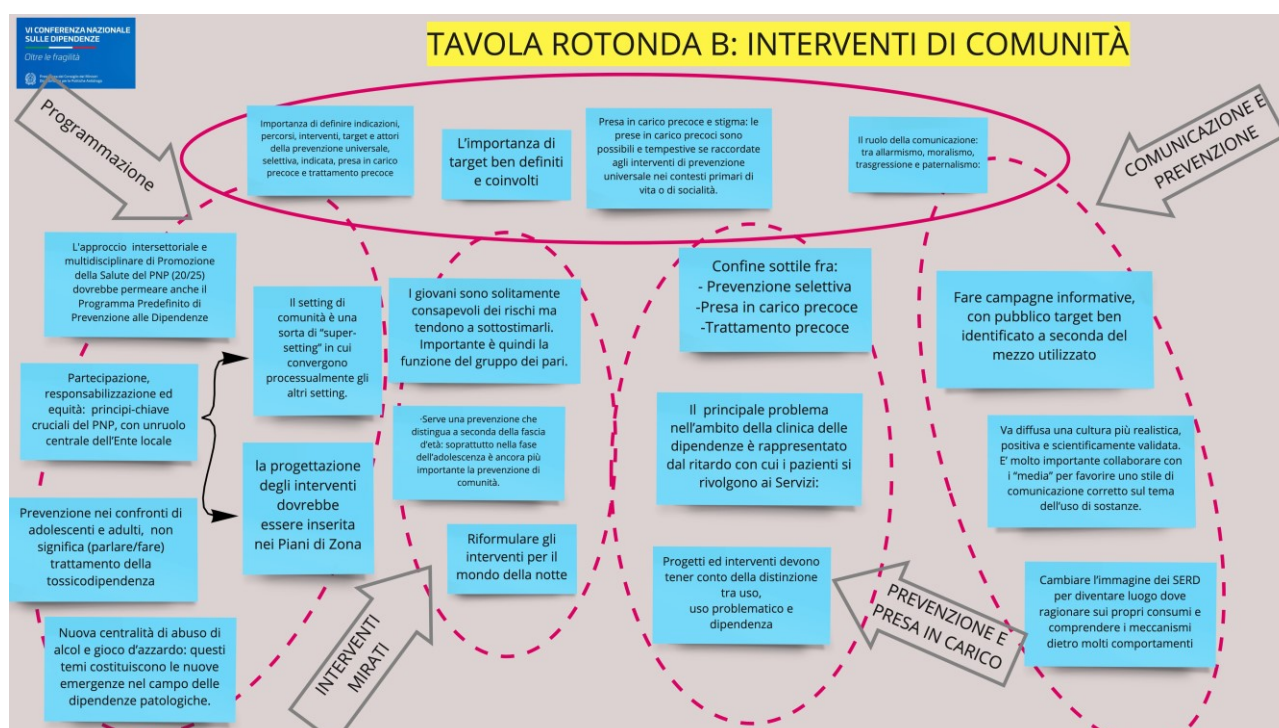 VI CONFERENZA NAZIONALE
SULLE DIPENDENZE
Oltre le fragilità
TAVOLA ROTONDA B: INTERVENTI DI COMUNITÀ
Programmazione
COMUNICAZIONE E
PREVENZIONE
Importanza di definire indicazioni,
percorsi, interventi, target e attori
della prevenzione universale,
selettiva, indicata, presa in carico
precoce e trattamento precoce
L'importanza di
target ben definiti
e coinvolti
Presa in carico precoce e stigma: le
prese in carico precoci sono
possibili e tempestive se raccordate
agli interventi di prevenzione
universale nei contesti primari di
vita o di socialità.
Il ruolo della comunicazione:
tra allarmismo, moralismo,
trasgressione e paternalismo:
L'approccio intersettoriale e
multidisciplinare di Promozione
della Salute del PNP (20/25)
dovrebbe permeare anche il
Programma Predefinito di
Prevenzione alle Dipendenze
Partecipazione,
responsabilizzazione ed
equità: principi-chiave
cruciali del PNP, con unruolo
centrale dell'Ente locale
Prevenzione nei confronti di
adolescenti e adulti, non
significa (parlare/fare)
trattamento della
tossicodipendenza
Nuova centralità di abuso di
alcol e gioco d'azzardo: questi
temi costituiscono le nuove
emergenze nel campo delle
dipendenze patologiche.
Il setting di
comunità è una
sorta di "super-
setting" in cui
convergono
processualmente gli
altri setting.
la progettazione
degli interventi
dovrebbe
essere inserita
nei Piani di Zona
I giovani sono solitamente
consapevoli dei rischi ma
tendono a sottostimarli.
Importante è quindi la
funzione del gruppo dei pari.
-Serve una prevenzione che
distingua a seconda della fascia
d'età: soprattutto nella fase
dell'adolescenza è ancora più
importante la prevenzione di
comunità.
Riformulare gli
interventi per il
mondo della notte
INTERVENTI
MIRATI
Confine sottile fra:
- Prevenzione selettiva
-Presa in carico precoce
-Trattamento precoce
Il principale problema
nell'ambito della clinica delle
dipendenze è rappresentato
dal ritardo con cui i pazienti si
rivolgono ai Servizi:
Progetti ed interventi devono
tener conto della distinzione
tra uso,
uso problematico e
dipendenza
PREVENZIONE E
PRESA IN CARICO
Fare campagne informative,
con pubblico target ben
identificato a seconda del
mezzo utilizzato
Va diffusa una cultura più realistica,
positiva e scientificamente validata.
E' molto importante collaborare con
i "media" per favorire uno stile di
comunicazione corretto sul tema
dell'uso di sostanze.
Cambiare l'immagine dei SERD
per diventare luogo dove
ragionare sui propri consumi e
comprendere i meccanismi
dietro molti comportamenti